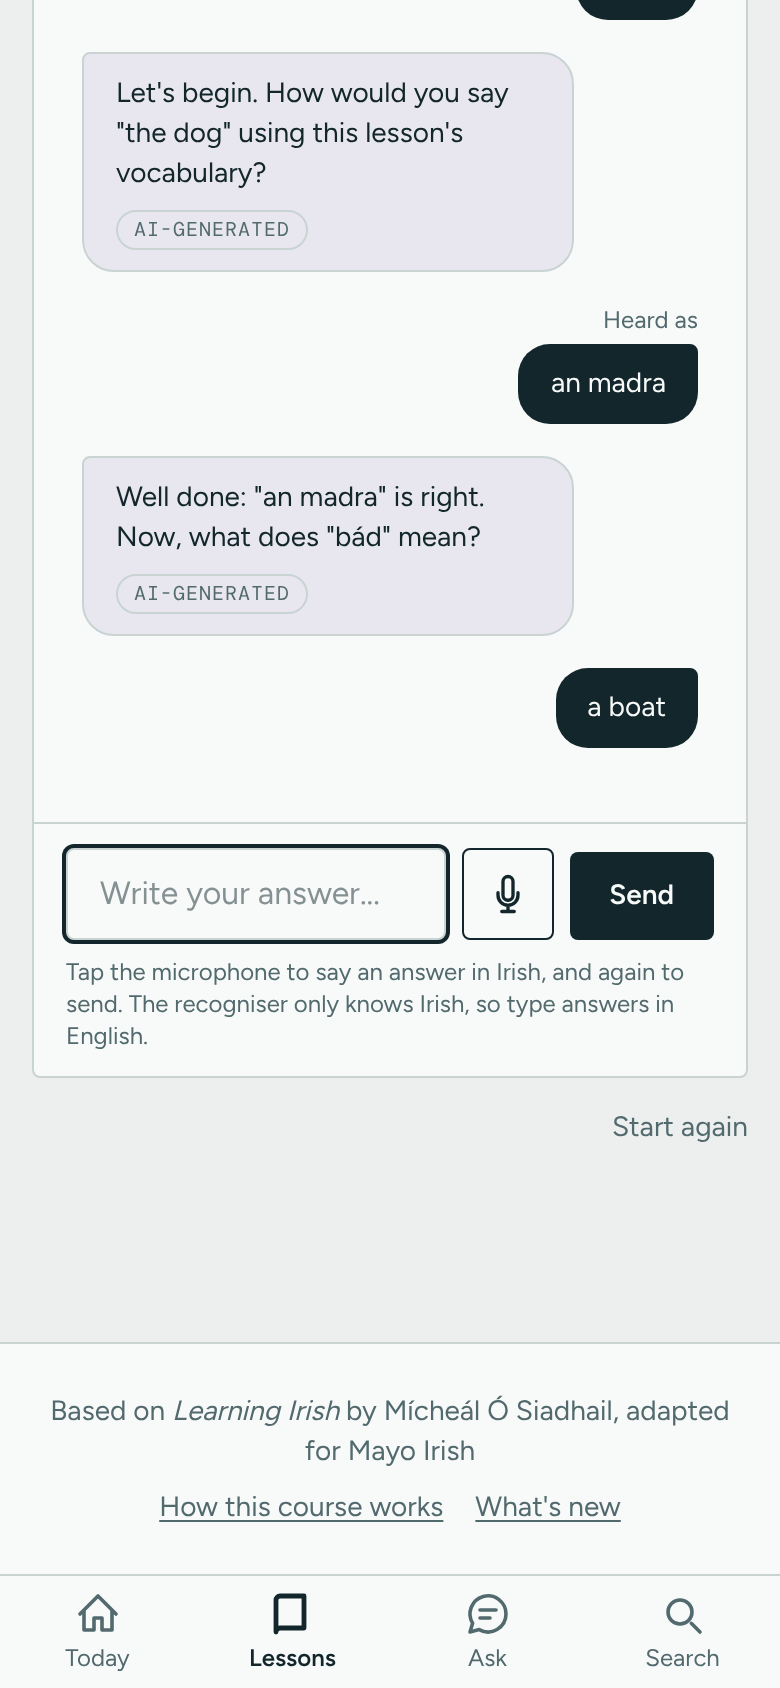 Let's begin. How would you say
"the dog" using this lesson's
vocabulary?
AI-GENERATED
Heard as
an madra
Well done: "an madra" is right.
Now, what does "bád" mean?
AI-GENERATED
a boat
Write your answer...
Send
Tap the microphone to say an answer in Irish, and again to
send. The recogniser only knows Irish, so type answers in
English.
Start again
Based on Learning Irish by Mícheál Ó Siadhail, adapted
for Mayo Irish
How this course works What's new
Today Lessons Ask Search